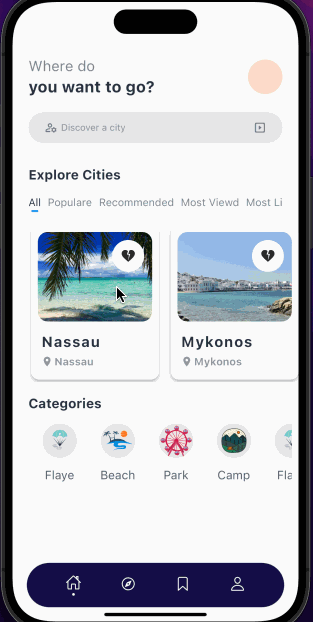 Where do
you want to go?
Discover a city
Explore Cities
All Populare Recommended Most Viewd Most Li
Nassau Mykonos
Nassau Mykonos
Categories
Flaye Beach Park Camp Fla